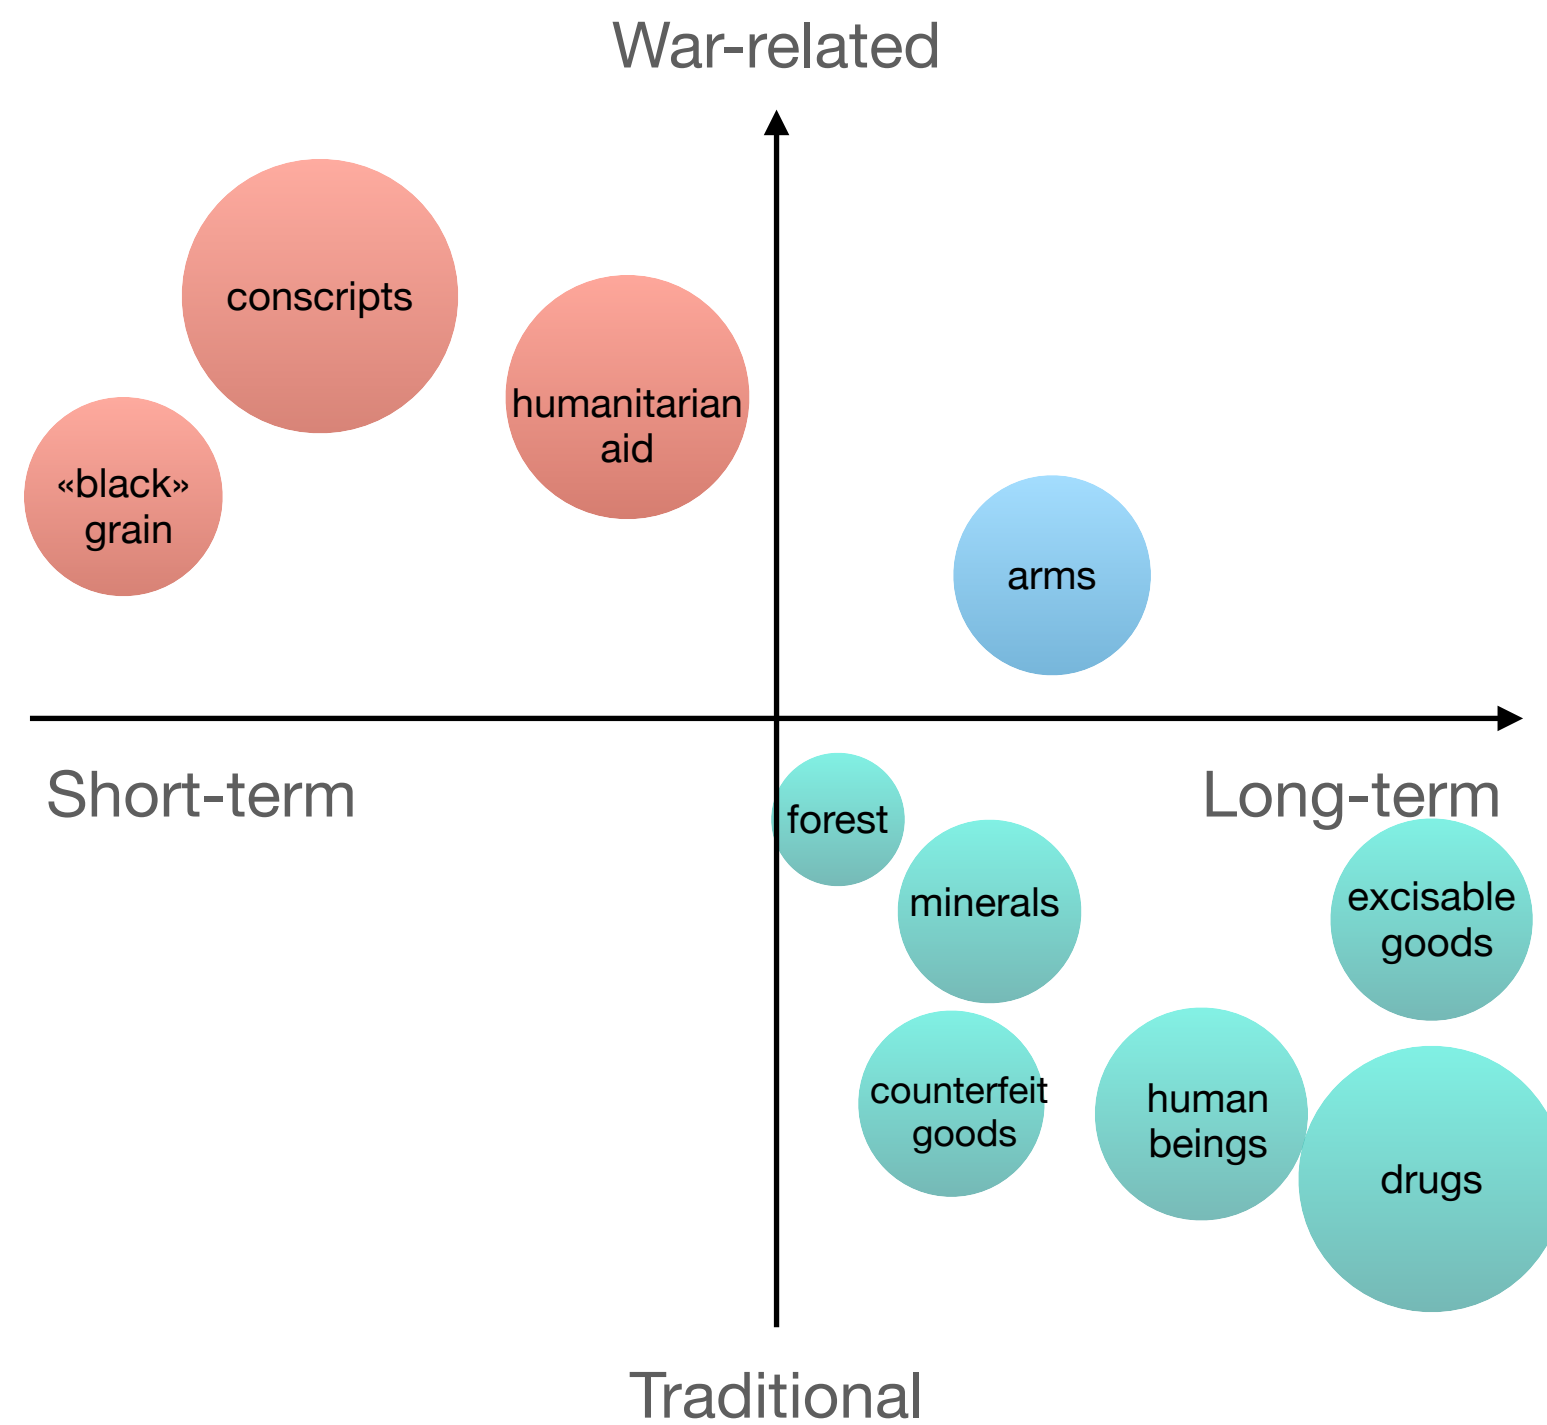 War-related
conscripts
humanitarian
aid
«black»
grain
arms
Short-term
Long-term
forest
minerals
excisable
goods
counterfeit
goods
human
beings
drugs
Traditional